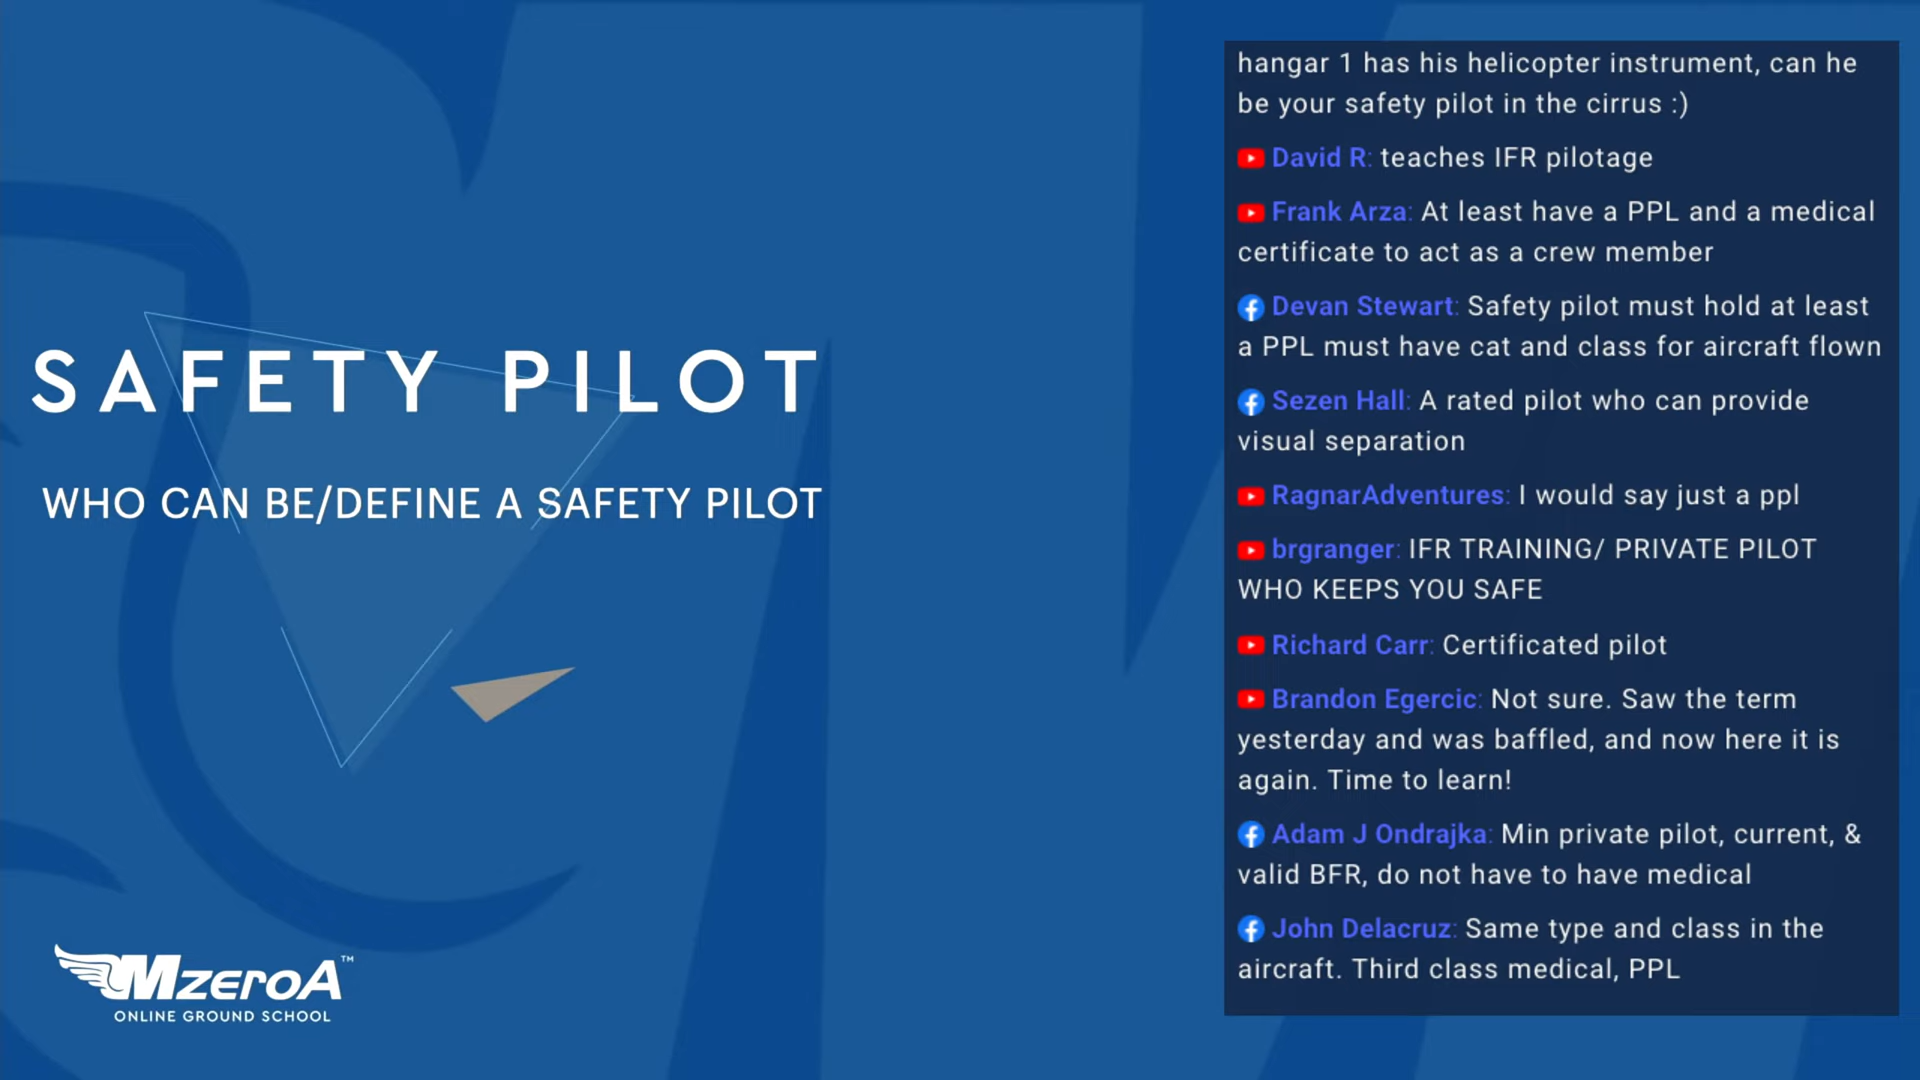 SAFETY PILOT
WHO CAN BE/DEFINE A SAFETY PILOT
MZEROA™
ONLINE GROUND SCHOOL
hangar 1 has his helicopter instrument, can he
be your safety pilot in the cirrus :)
David R: teaches IFR pilotage
Frank Arza: At least have a PPL and a medical
certificate to act as a crew member
Devan Stewart: Safety pilot must hold at least
a PPL must have cat and class for aircraft flown
Sezen Hall: A rated pilot who can provide
visual separation
RagnarAdventures: I would say just a ppl
brgranger: IFR TRAINING/ PRIVATE PILOT
WHO KEEPS YOU SAFE
Richard Carr: Certificated pilot
Brandon Egercic: Not sure. Saw the term
yesterday and was baffled, and now here it is
again. Time to learn!
Adam J Ondrajka: Min private pilot, current, &
valid BFR, do not have to have medical
John Delacruz: Same type and class in the
aircraft. Third class medical, PPL